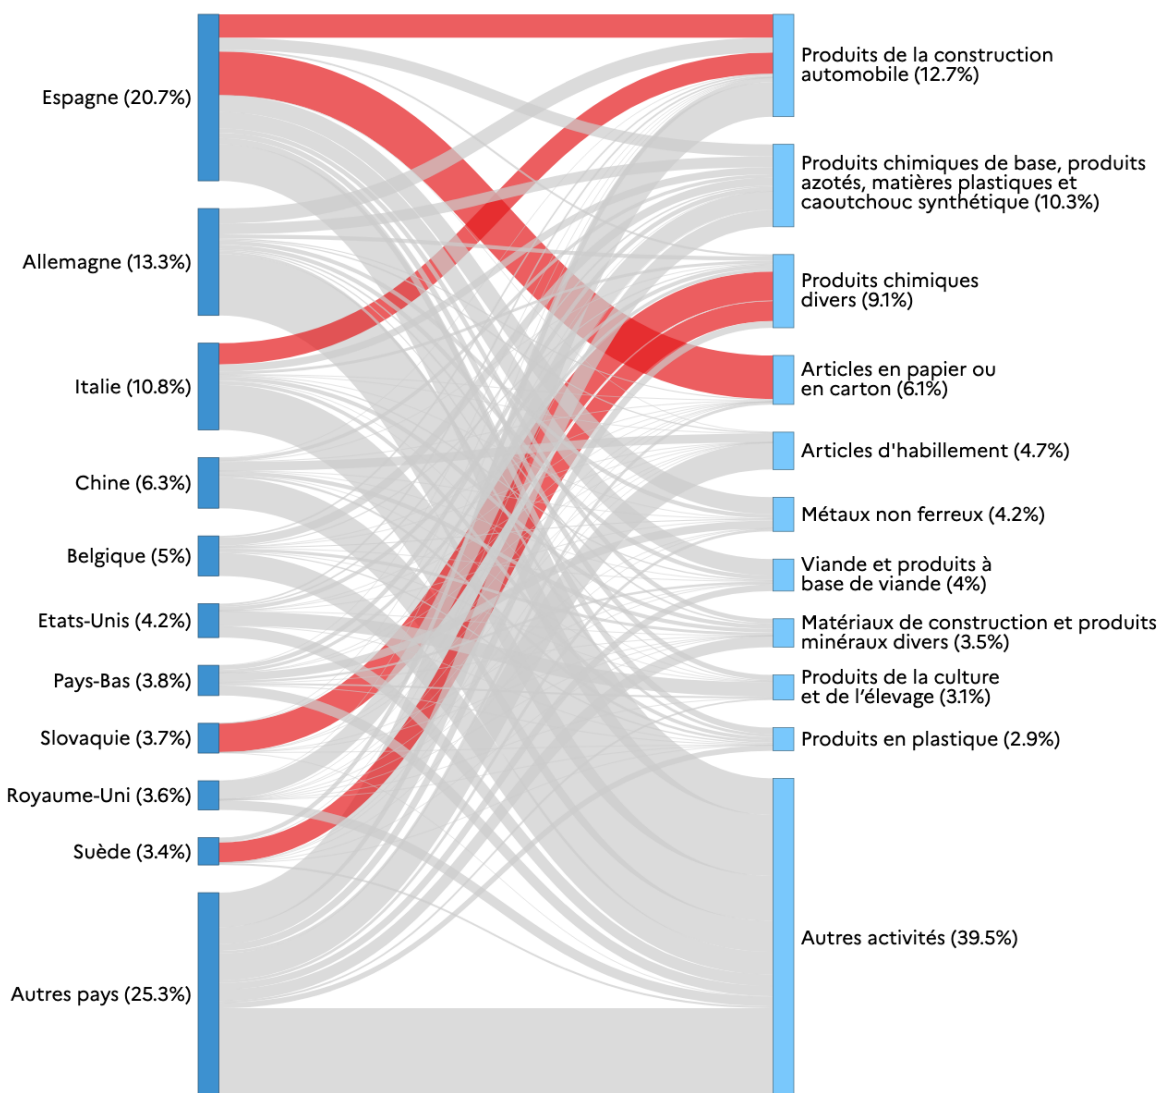 Espagne (20.7%)
Allemagne (13.3%)
Italie (10.8%)
Chine (6.3%)
Belgique (5%)
Etats-Unis (4.2%)
Pays-Bas (3.8%)
Slovaquie (3.7%)
Royaume-Uni (3.6%)
Suède (3.4%)
Autres pays (25.3%)
Produits de la construction
automobile (12.7%)
Produits chimiques de base, produits
azotés, matières plastiques et
caoutchouc synthétique (10.3%)
Produits chimiques
divers (9.1%)
Articles en papier ou
en carton (6.1%)
Articles d'habillement (4.7%)
Métaux non ferreux (4.2%)
Viande et produits à
base de viande (4%)
Matériaux de construction et produits
minéraux divers (3.5%)
Produits de la culture
et de l’élevage (3.1%)
Produits en plastique (2.9%)
Autres activités (39.5%)